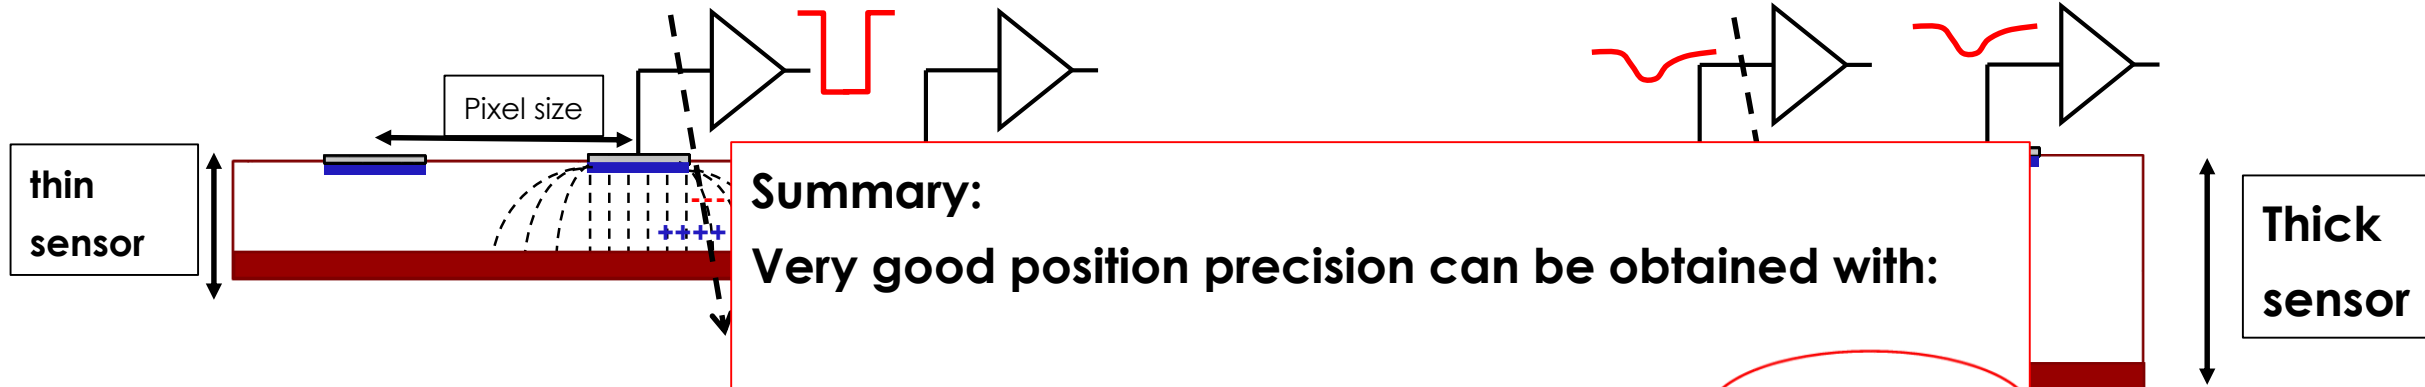 Pixel size
thin
sensor
Summary:
Very good position precision can be obtained with:
Thick
sensor